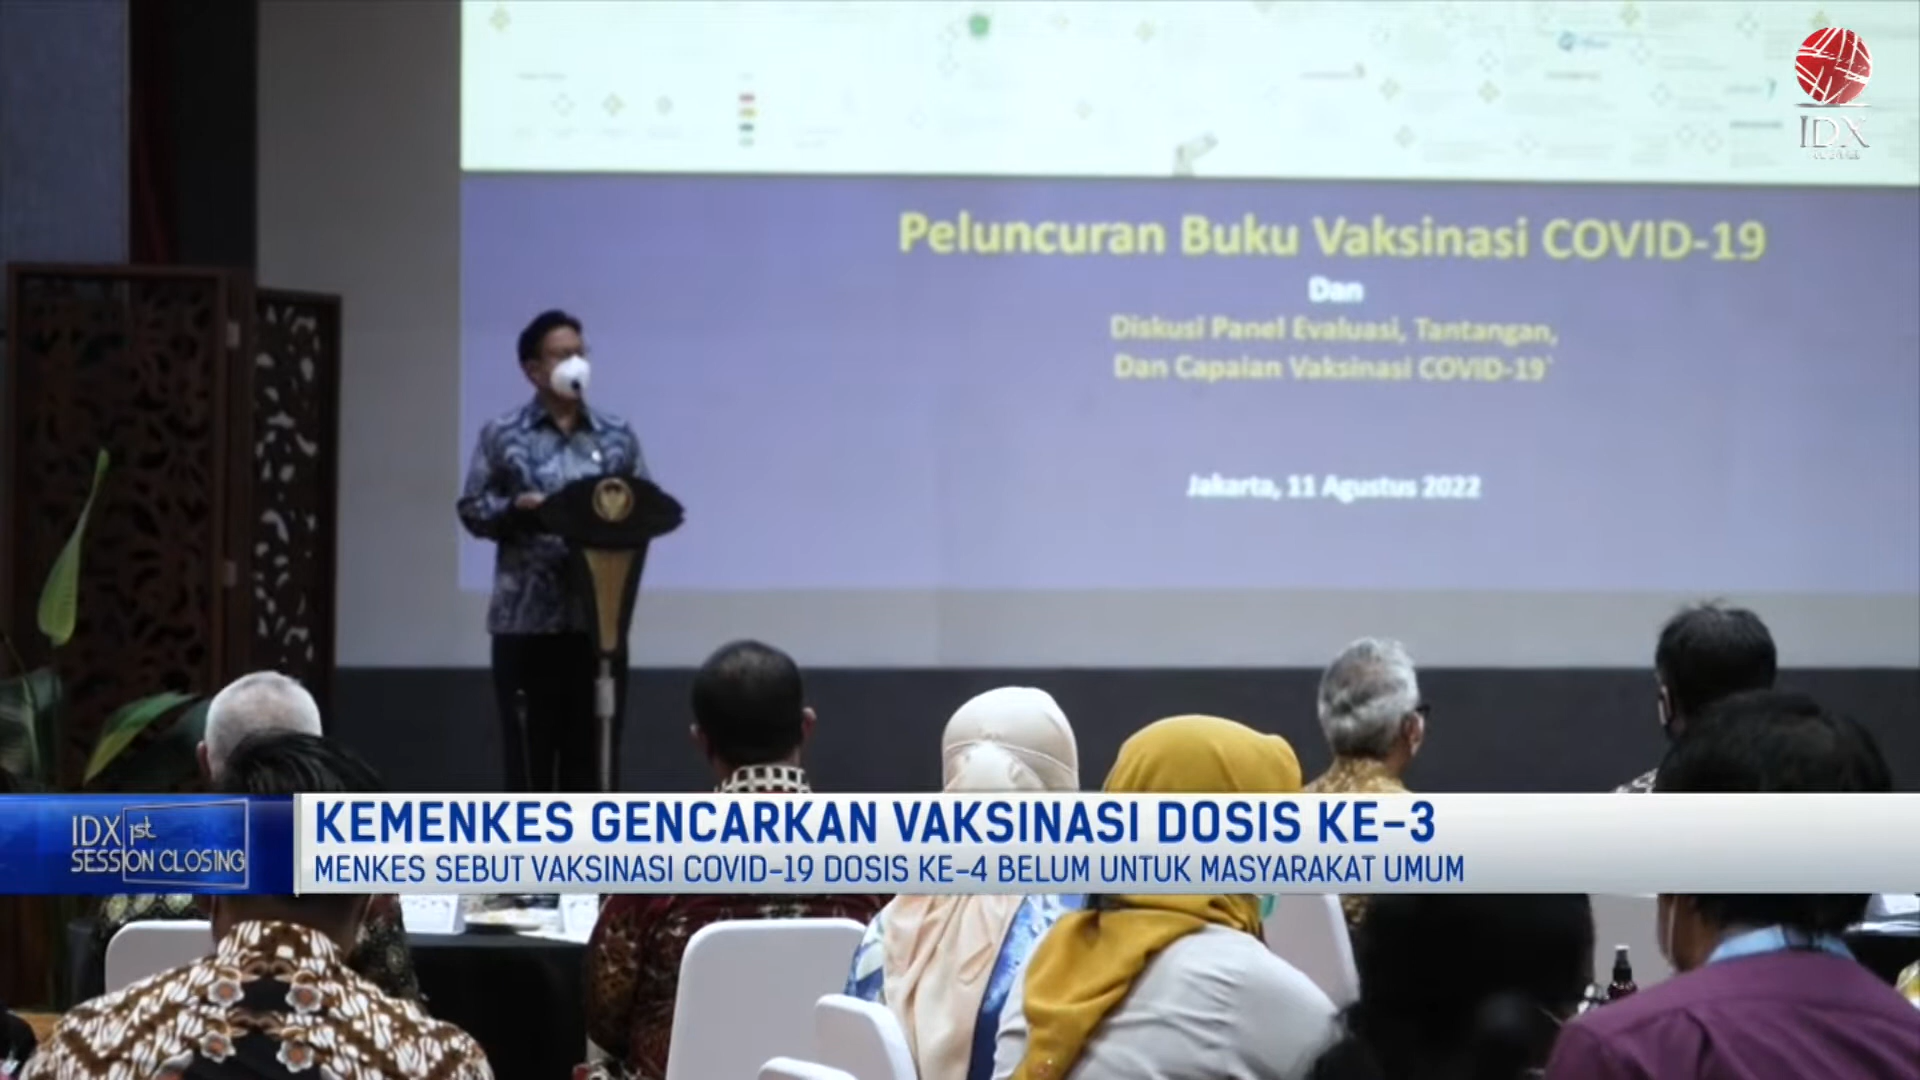 IDX
Peluncuran Buku Vaksinasi COVID-19
Dan
Diskusi Panel Evaluasi, Tantangan,
Dan Capaian Vaksinasi COVID-19`
Jakarta, 11 Agustus 2022
IDX 1st
SESSION CLOSING
KEMENKES GENCARKAN VAKSINASI DOSIS KE-3
MENKES SEBUT VAKSINASI COVID-19 DOSIS KE-4 BELUM UNTUK MASYARAKAT UMUM